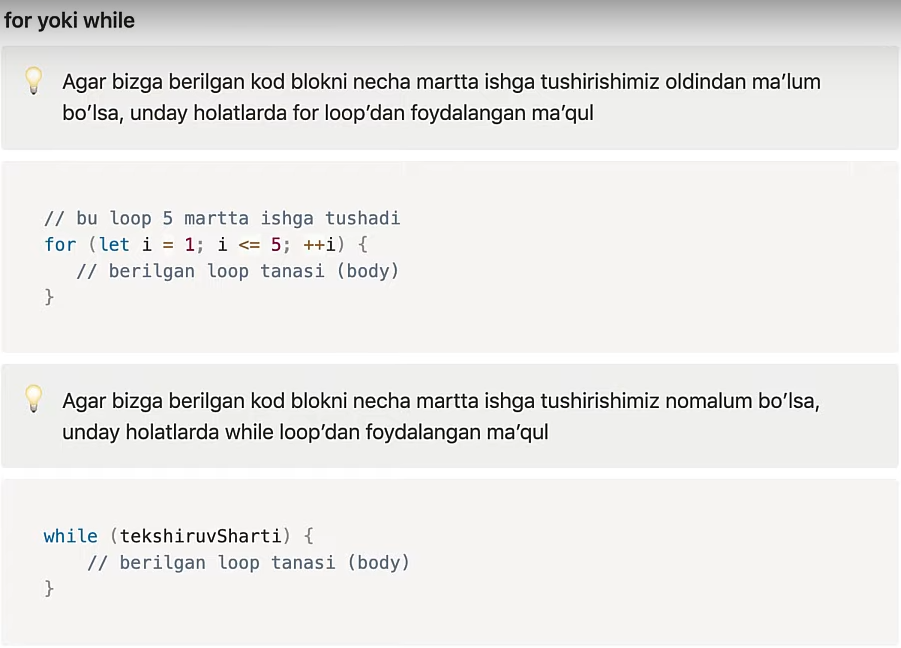 for yoki while
Agar bizga berilgan kod blokni necha martta ishga tushirishimiz oldindan ma’lum
bo’lsa, unday holatlarda for loop’dan foydalangan ma’qul
// bu loop 5 martta ishga tushadi
for (let i = 1; i <= 5; ++i) {
   // berilgan loop tanasi (body)
}
Agar bizga berilgan kod blokni necha martta ishga tushirishimiz nomalum bo’lsa,
unday holatlarda while loop’dan foydalangan ma’qul
while (tekshiruvSharti) {
    // berilgan loop tanasi (body)
}